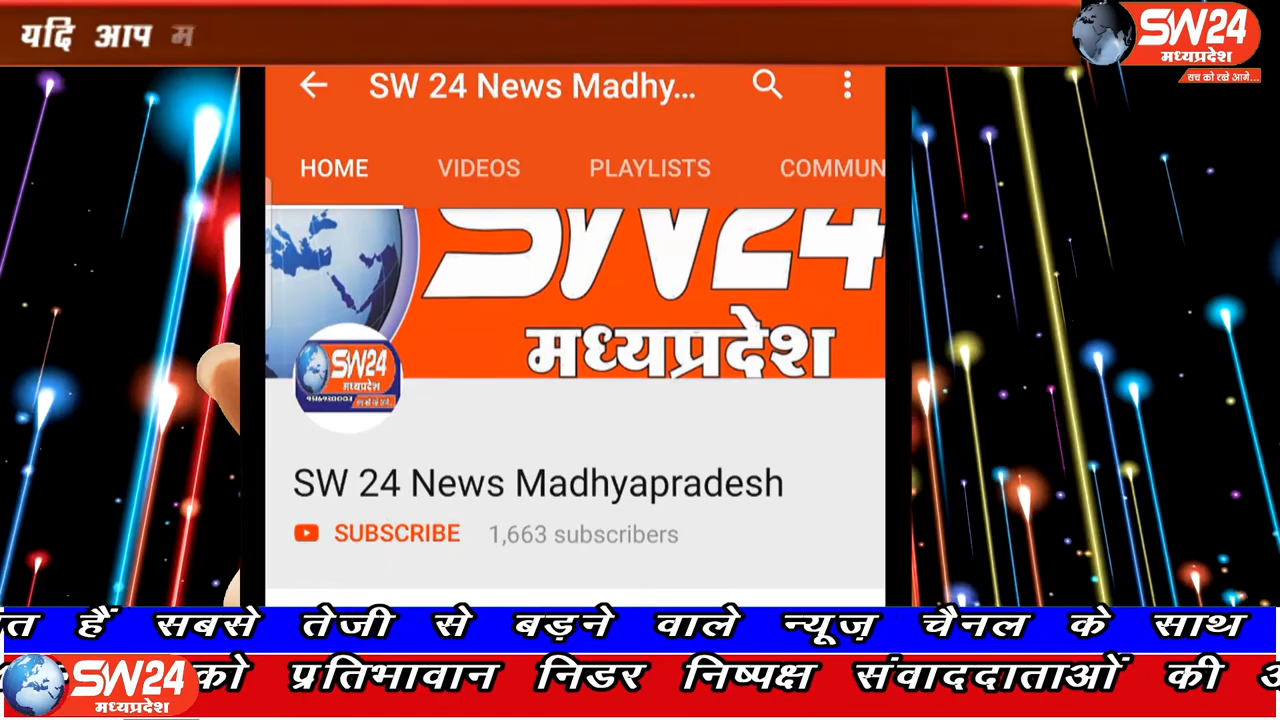 यदि आप म
SW24
मध्यप्रदेश
सच को रखे आगे...
SW 24 News Madhy...
HOME VIDEOS PLAYLISTS COMMUN
SW24
मध्यप्रदेश
SW24
मध्यप्रदेश
SW 24 News Madhyapradesh
SUBSCRIBE 1,663 subscribers
त हैं सबसे तेजी से बड़ने वाले न्यूज़ चैनल के साथ
को प्रतिभावान निडर निष्पक्ष संवाददाताओं की
SW24
मध्यप्रदेश